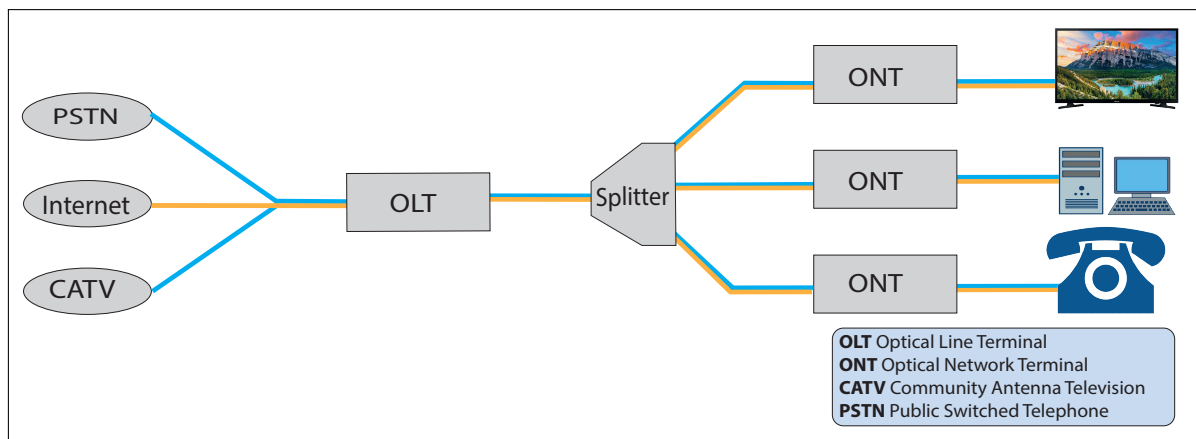 PSTN
Internet
CATV
OLT
Splitter
ONT
ONT
ONT
OLT Optical Line Terminal
ONT Optical Network Terminal
CATV Community Antenna Television
PSTN Public Switched Telephone